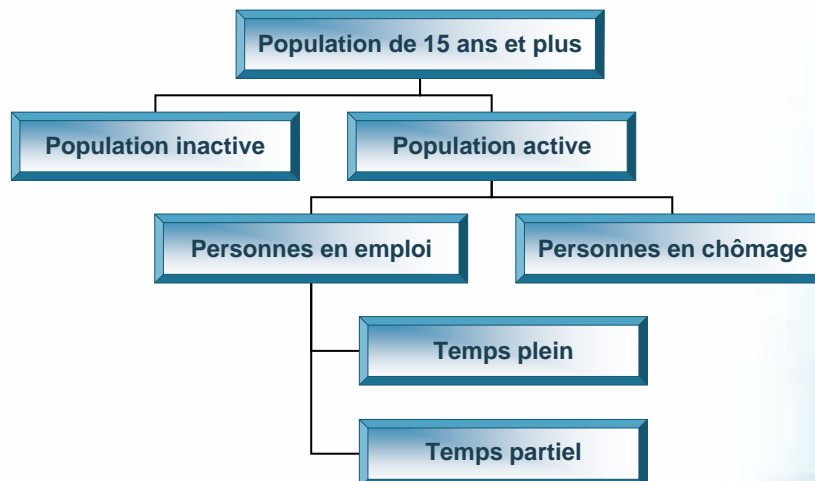 Population de 15 ans et plus
Population inactive
Population active
Personnes en emploi
Personnes en chômage
Temps plein
Temps partiel